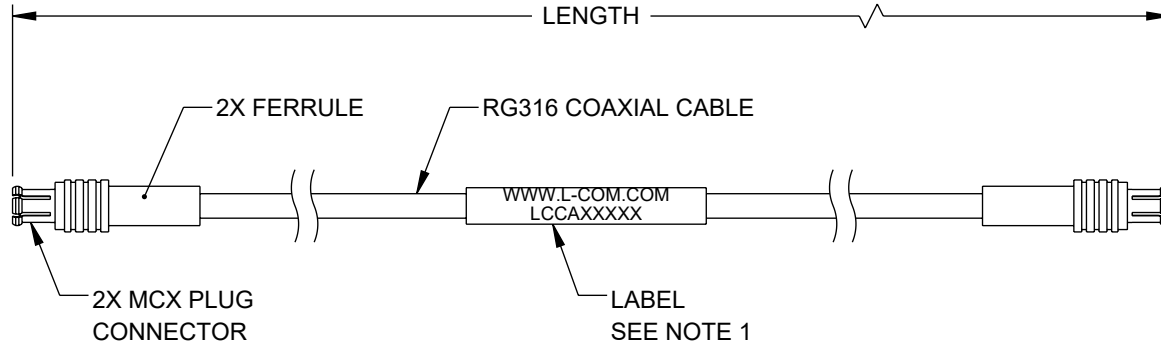 LENGTH
2X FERRULE
RG316 COAXIAL CABLE
WWW.L-COM.COM
LCCAXXXXX
2X MCX PLUG
CONNECTOR
LABEL
SEE NOTE 1